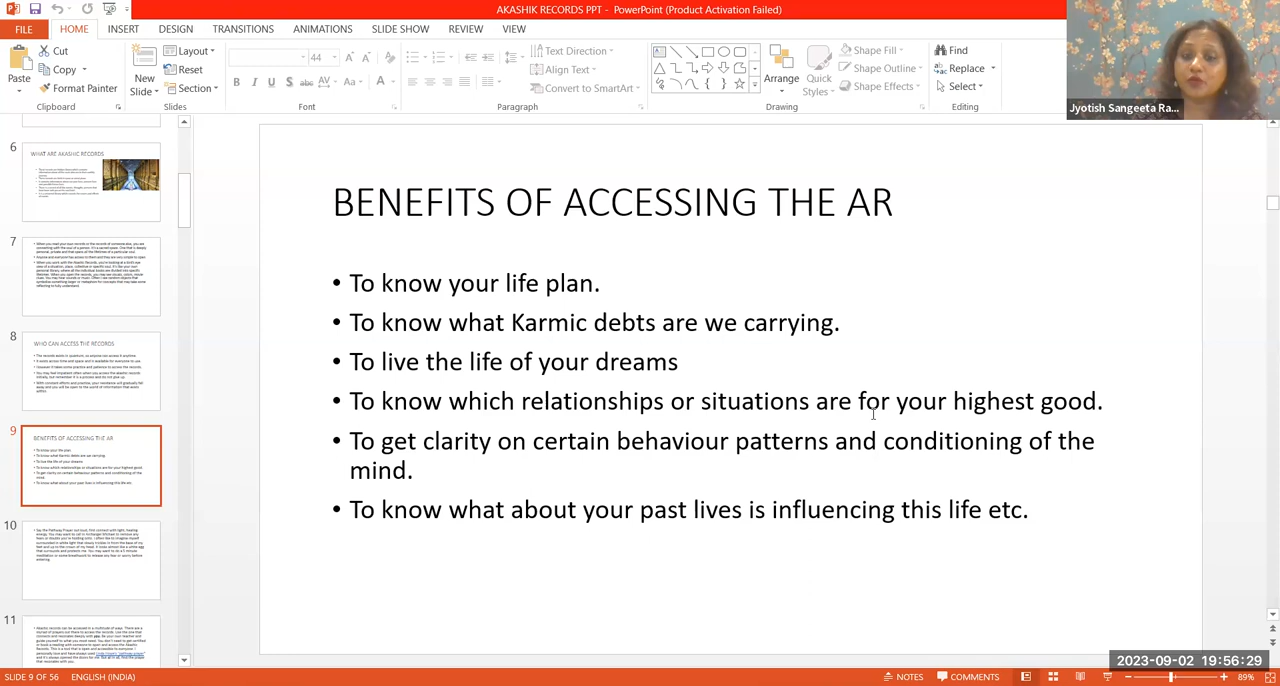 AKASHIK RECORDS PPT - PowerPoint (Product Activation Failed)
FILE HOME INSERT DESIGN TRANSITIONS ANIMATIONS SLIDE SHOW REVIEW VIEW
Cut
Copy
Format Painter
Paste
Clipboard
New
Slide
Layout
Reset
Section
Slides
44
Font
Text Direction
Align Text
Convert to SmartArt
Paragraph
Arrange
Quick
Styles
Shape Fill
Shape Outline
Shape Effects
Drawing
Find
Replace
Select
Editing
Jyotish Sangeeta Ra...
6
WHAT ARE AKASHIC RECORDS
7
8
WHO CAN ACCESS THE RECORDS
9
BENEFITS OF ACCESSING THE AR
10
11
BENEFITS OF ACCESSING THE AR
• To know your life plan.
• To know what Karmic debts are we carrying.
• To live the life of your dreams
• To know which relationships or situations are for your highest good.
• To get clarity on certain behaviour patterns and conditioning of the
mind.
• To know what about your past lives is influencing this life etc.
2023-09-02 19:56:29
SLIDE 9 OF 56 ENGLISH (INDIA) NOTES COMMENTS 89%